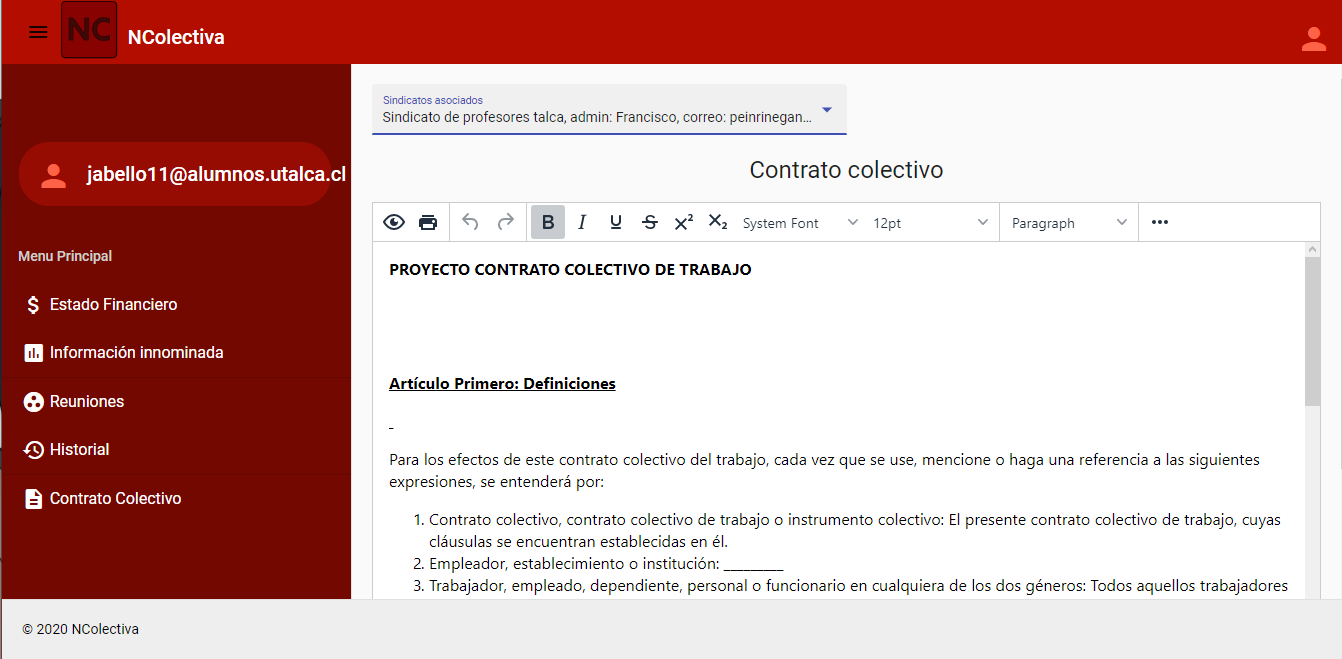 NC
NColectiva
jabello11@alumnos.utalca.cl
Menu Principal
Estado Financiero
Información innominada
Reuniones
Historial
Contrato Colectivo
Sindicatos asociados
Sindicato de profesores talca, admin: Francisco, correo: peinrinegan...
Contrato colectivo
B I U S X² X₂ System Font 12pt Paragraph
PROYECTO CONTRATO COLECTIVO DE TRABAJO
Artículo Primero: Definiciones
Para los efectos de este contrato colectivo del trabajo, cada vez que se use, mencione o haga una referencia a las siguientes
expresiones, se entenderá por:
1. Contrato colectivo, contrato colectivo de trabajo o instrumento colectivo: El presente contrato colectivo de trabajo, cuyas
cláusulas se encuentran establecidas en él.
2. Empleador, establecimiento o institución: _________
3. Trabajador, empleado, dependiente, personal o funcionario en cualquiera de los dos géneros: Todos aquellos trabajadores
© 2020 NColectiva